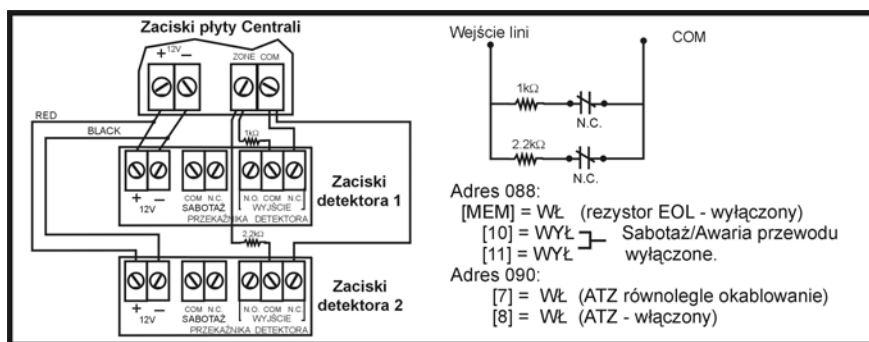 Zaciski płyty Centrali
+ 12V –
ZONE COM
RED
BLACK
1kΩ
+ –
12V
COM N.C.
SABOTAŻ
N.O. COM N.C.
WYJŚCIE
PRZEKAŹNIKA DETEKTORA
Zaciski
detektora 1
2.2kΩ
+ –
12V
COM N.C.
SABOTAŻ
N.O. COM N.C.
WYJŚCIE
PRZEKAŹNIKA DETEKTORA
Zaciski
detektora 2
Wejście lini
COM
1kΩ
N.C.
2.2kΩ
N.C.
Adres 088:
[MEM] = WŁ (rezystor EOL - wyłączony)
[10] = WYŁ Sabotaż/Awaria przewodu
[11] = WYŁ wyłączone.
Adres 090:
[7] = WŁ (ATZ równolegle okablowanie)
[8] = WŁ (ATZ - włączony)